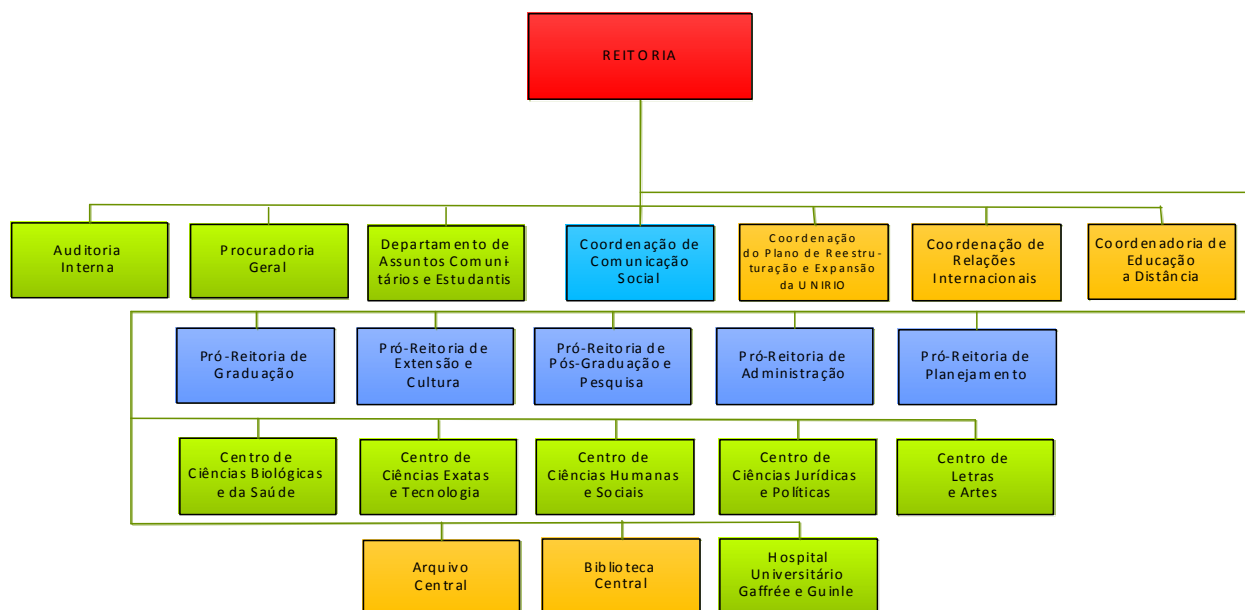 REITORIA
Auditoria
Interna
Procuradoria
Geral
Departamento de
Assuntos Comuni-
tários e Estudantis
Coordenação de
Comunicação
Social
Coordenação
do Plano de Reestru-
turação e Expansão
da UNIRIO
Coordenação de
Relações
Internacionais
Coordenadoria de
Educação
a Distância
Pró-Reitoria de
Graduação
Pró-Reitoria de
Extensão e
Cultura
Pró-Reitoria de
Pós-Graduação e
Pesquisa
Pró-Reitoria de
Administração
Pró-Reitoria de
Planejamento
Centro de
Ciências Biológicas
e da Saúde
Centro de
Ciências Exatas
e Tecnologia
Centro de
Ciências Humanas
e Sociais
Centro de
Ciências Jurídicas
e Políticas
Centro de
Letras
e Artes
Arquivo
Central
Biblioteca
Central
Hospital
Universitário
Gaffrée e Guinle